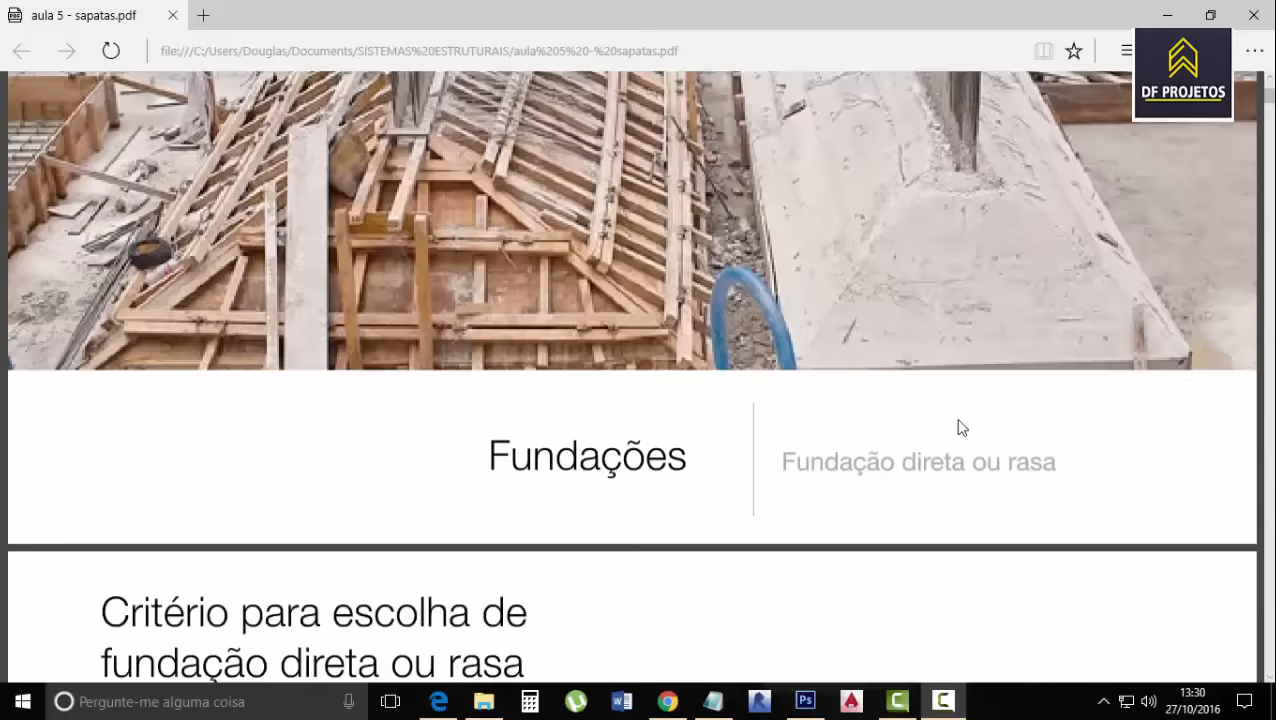 aula 5 - sapatas.pdf
file:///C:/Users/Douglas/Documents/SISTEMAS%20ESTRUTURAIS/aula%205%20-%20sapatas.pdf
DF PROJETOS
Fundações
Fundação direta ou rasa
Critério para escolha de
fundação direta ou rasa
Pergunte-me alguma coisa
Ps
13:30
27/10/2016